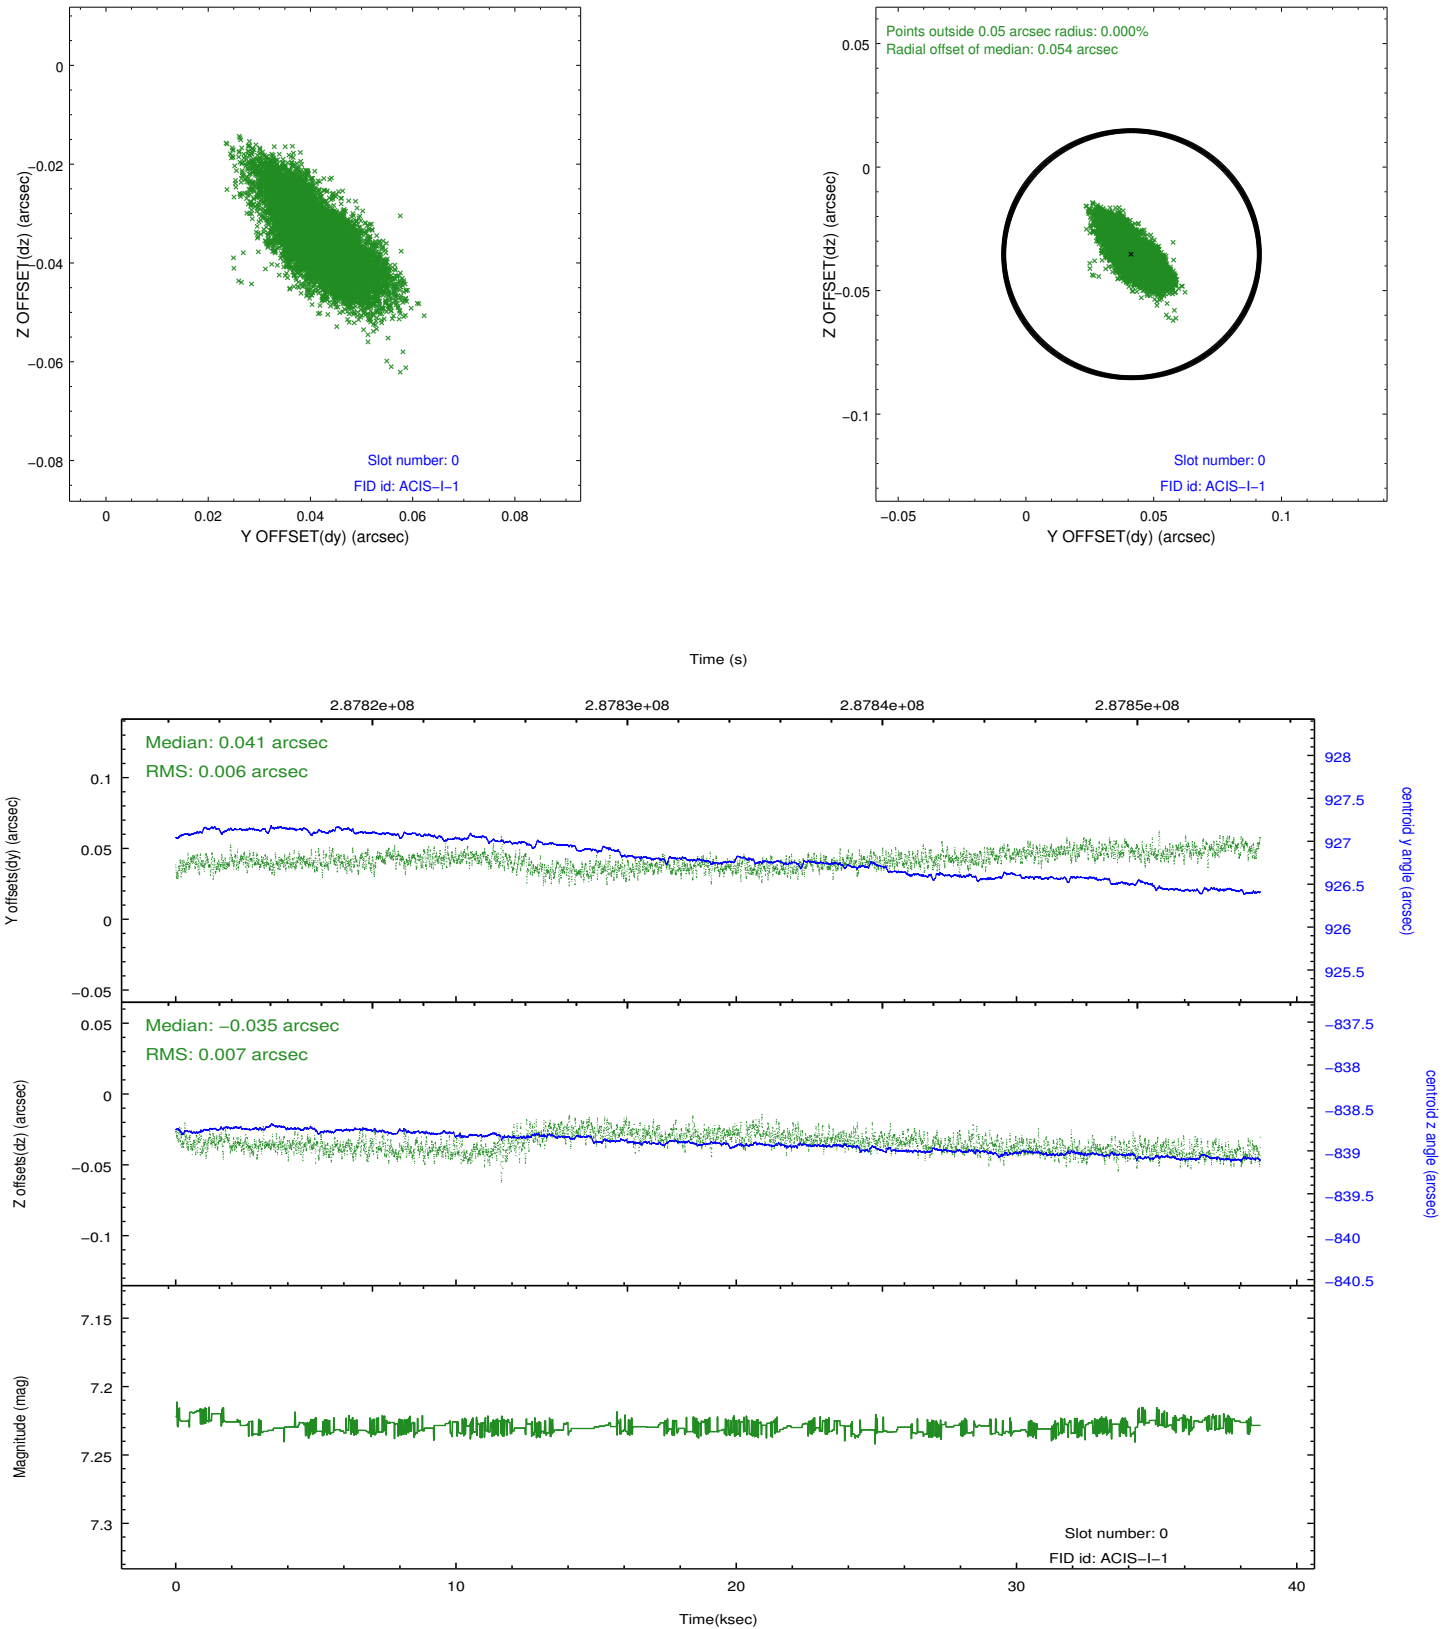 0
−0.02
−0.04
−0.06
−0.08
Z OFFSET(dz) (arcsec)
Slot number: 0
FID id: ACIS−I−1
0 0.02 0.04 0.06 0.08
Y OFFSET(dy) (arcsec)
Points outside 0.05 arcsec radius: 0.000%
Radial offset of median: 0.054 arcsec
0.05
0
−0.05
−0.1
Z OFFSET(dz) (arcsec)
Slot number: 0
FID id: ACIS−I−1
−0.05 0 0.05 0.1
Y OFFSET(dy) (arcsec)
Time (s)
2.8782e+08 2.8783e+08 2.8784e+08 2.8785e+08
Median: 0.041 arcsec
RMS: 0.006 arcsec
0.1
0.05
0
−0.05
Y offsets(dy) (arcsec)
928
927.5
927
926.5
926
925.5
centroid y angle (arcsec)
Median: −0.035 arcsec
RMS: 0.007 arcsec
0.05
0
−0.05
−0.1
Z offsets(dz) (arcsec)
−837.5
−838
−838.5
−839
−839.5
−840
−840.5
centroid z angle (arcsec)
7.15
7.2
7.25
7.3
Magnitude (mag)
Slot number: 0
FID id: ACIS−I−1
0 10 20 30 40
Time(ksec)